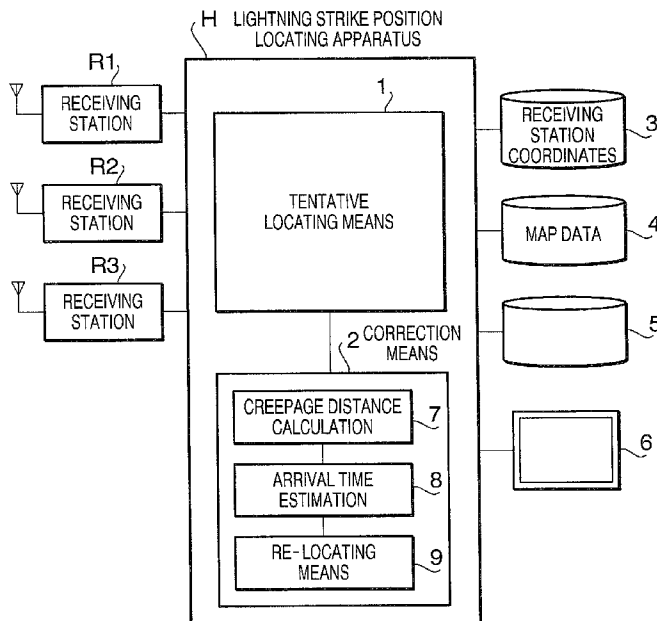 H LIGHTNING STRIKE POSITION
LOCATING APPARATUS
R1
RECEIVING
STATION
R2
RECEIVING
STATION
R3
RECEIVING
STATION
1
TENTATIVE
LOCATING MEANS
2 CORRECTION
MEANS
CREEPAGE DISTANCE
CALCULATION
7
ARRIVAL TIME
ESTIMATION
8
RE-LOCATING
MEANS
9
RECEIVING
STATION
COORDINATES
3
MAP DATA
4
5
6